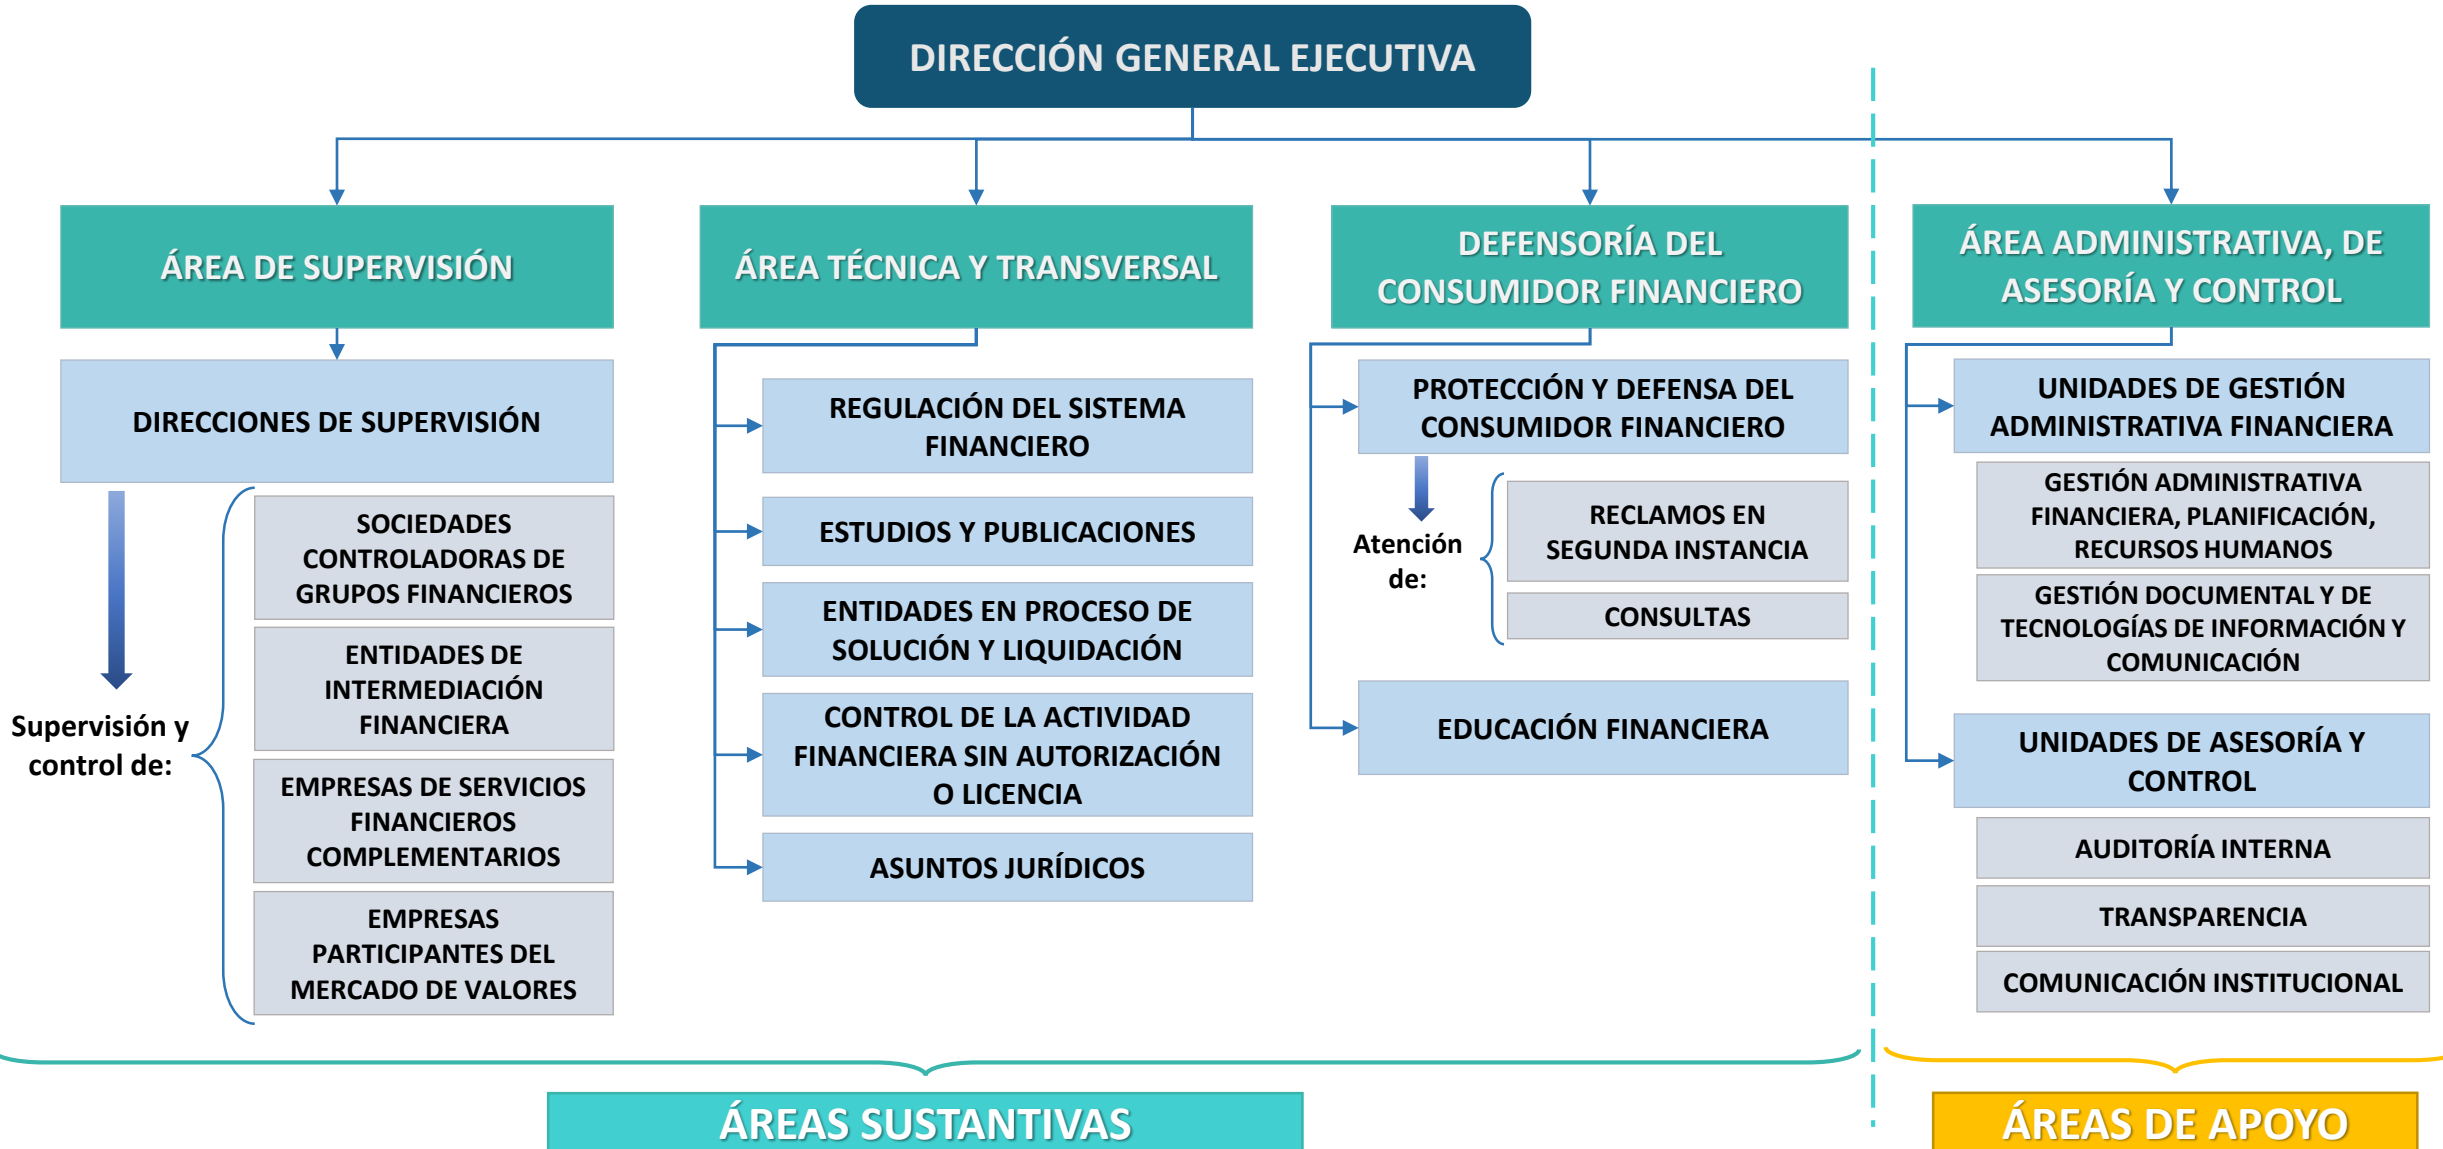 DIRECCIÓN GENERAL EJECUTIVA
ÁREA DE SUPERVISIÓN
DIRECCIONES DE SUPERVISIÓN
Supervisión y
control de:
SOCIEDADES
CONTROLADORAS DE
GRUPOS FINANCIEROS
ENTIDADES DE
INTERMEDIACIÓN
FINANCIERA
EMPRESAS DE SERVICIOS
FINANCIEROS
COMPLEMENTARIOS
EMPRESAS
PARTICIPANTES DEL
MERCADO DE VALORES
ÁREA TÉCNICA Y TRANSVERSAL
REGULACIÓN DEL SISTEMA
FINANCIERO
ESTUDIOS Y PUBLICACIONES
ENTIDADES EN PROCESO DE
SOLUCIÓN Y LIQUIDACIÓN
CONTROL DE LA ACTIVIDAD
FINANCIERA SIN AUTORIZACIÓN
O LICENCIA
ASUNTOS JURÍDICOS
DEFENSORÍA DEL
CONSUMIDOR FINANCIERO
PROTECCIÓN Y DEFENSA DEL
CONSUMIDOR FINANCIERO
Atención
de:
RECLAMOS EN
SEGUNDA INSTANCIA
CONSULTAS
EDUCACIÓN FINANCIERA
ÁREA ADMINISTRATIVA, DE
ASESORÍA Y CONTROL
UNIDADES DE GESTIÓN
ADMINISTRATIVA FINANCIERA
GESTIÓN ADMINISTRATIVA
FINANCIERA, PLANIFICACIÓN,
RECURSOS HUMANOS
GESTIÓN DOCUMENTAL Y DE
TECNOLOGÍAS DE INFORMACIÓN Y
COMUNICACIÓN
UNIDADES DE ASESORÍA Y
CONTROL
AUDITORÍA INTERNA
TRANSPARENCIA
COMUNICACIÓN INSTITUCIONAL
ÁREAS SUSTANTIVAS
ÁREAS DE APOYO